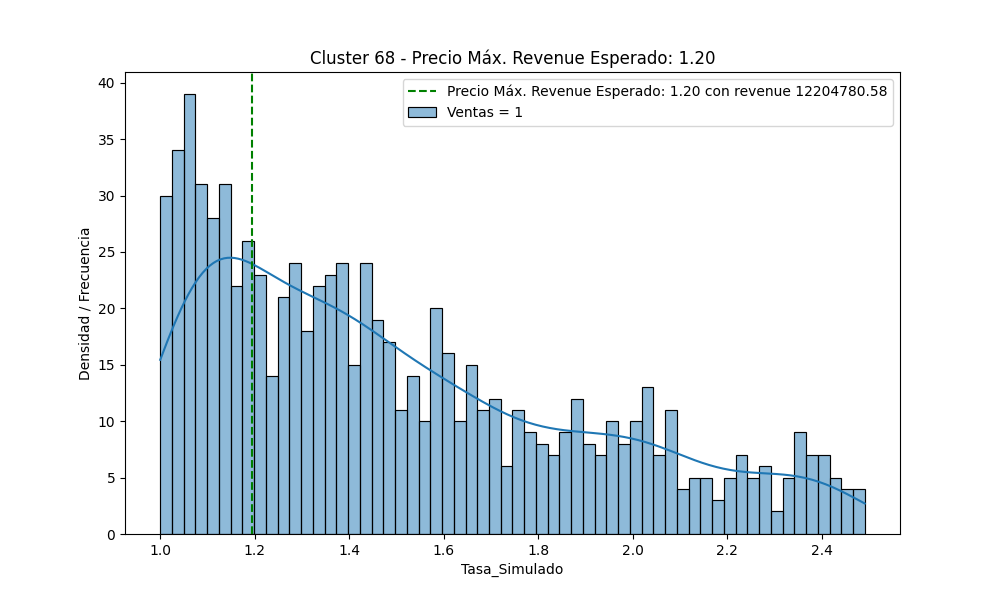 Cluster 68 - Precio Máx. Revenue Esperado: 1.20
Precio Máx. Revenue Esperado: 1.20 con revenue 12204780.58
Ventas = 1
Densidad / Frecuencia
40
35
30
25
20
15
10
5
0
1.0 1.2 1.4 1.6 1.8 2.0 2.2 2.4
Tasa_Simulado